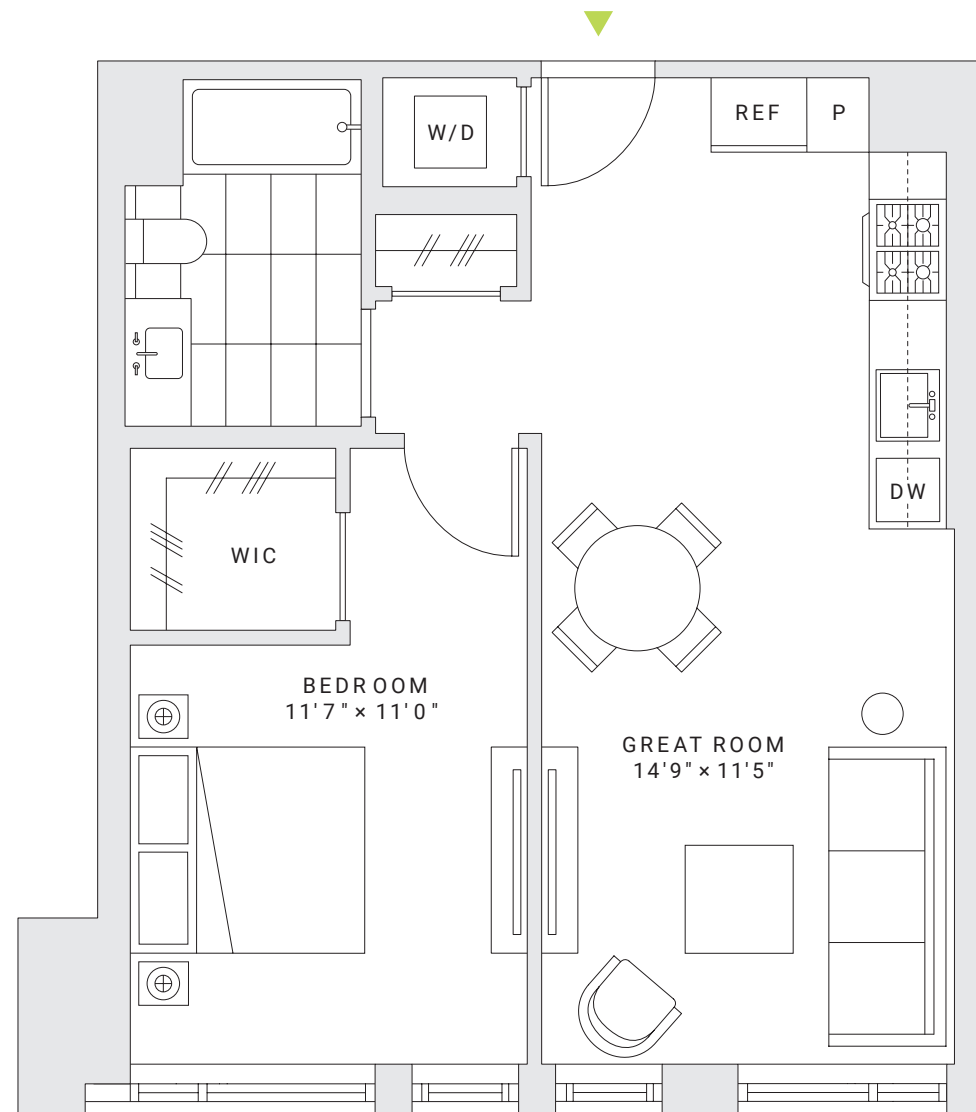 REF
P
W/D
DW
WIC
BEDROOM
11'7" × 11'0"
GREAT ROOM
14'9" × 11'5"